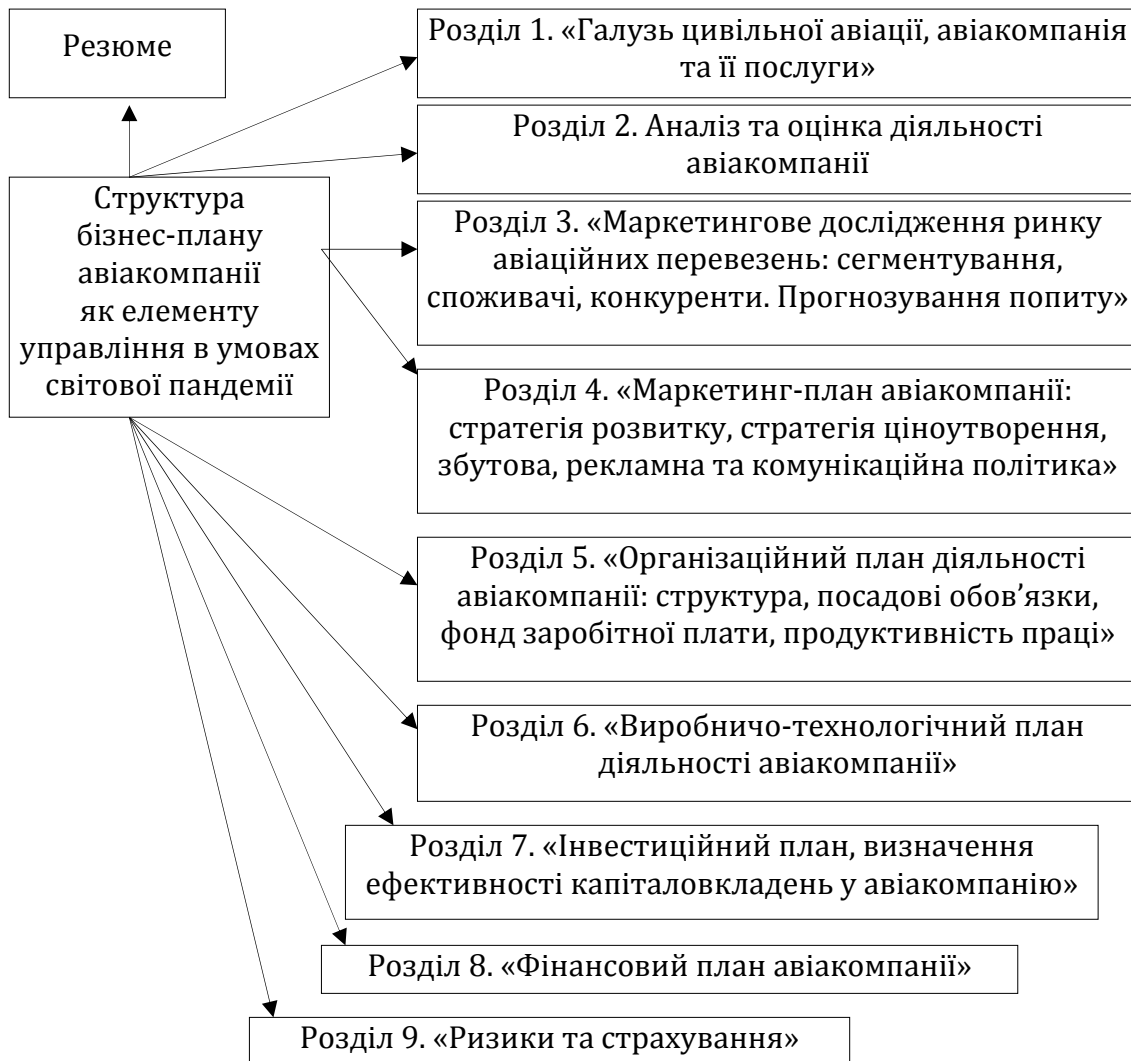 Резюме
Розділ 1. «Галузь цивільної авіації, авіакомпанія
та її послуги»
Розділ 2. Аналіз та оцінка діяльності
авіакомпанії
Структура
бізнес-плану
авіакомпанії
як елементу
управління в умовах
світової пандемії
Розділ 3. «Маркетингове дослідження ринку
авіаційних перевезень: сегментування,
споживачі, конкуренти. Прогнозування попиту»
Розділ 4. «Маркетинг-план авіакомпанії:
стратегія розвитку, стратегія ціноутворення,
збутова, рекламна та комунікаційна політика»
Розділ 5. «Організаційний план діяльності
авіакомпанії: структура, посадові обов’язки,
фонд заробітної плати, продуктивність праці»
Розділ 6. «Виробничо-технологічний план
діяльності авіакомпанії»
Розділ 7. «Інвестиційний план, визначення
ефективності капіталовкладень у авіакомпанію»
Розділ 8. «Фінансовий план авіакомпанії»
Розділ 9. «Ризики та страхування»